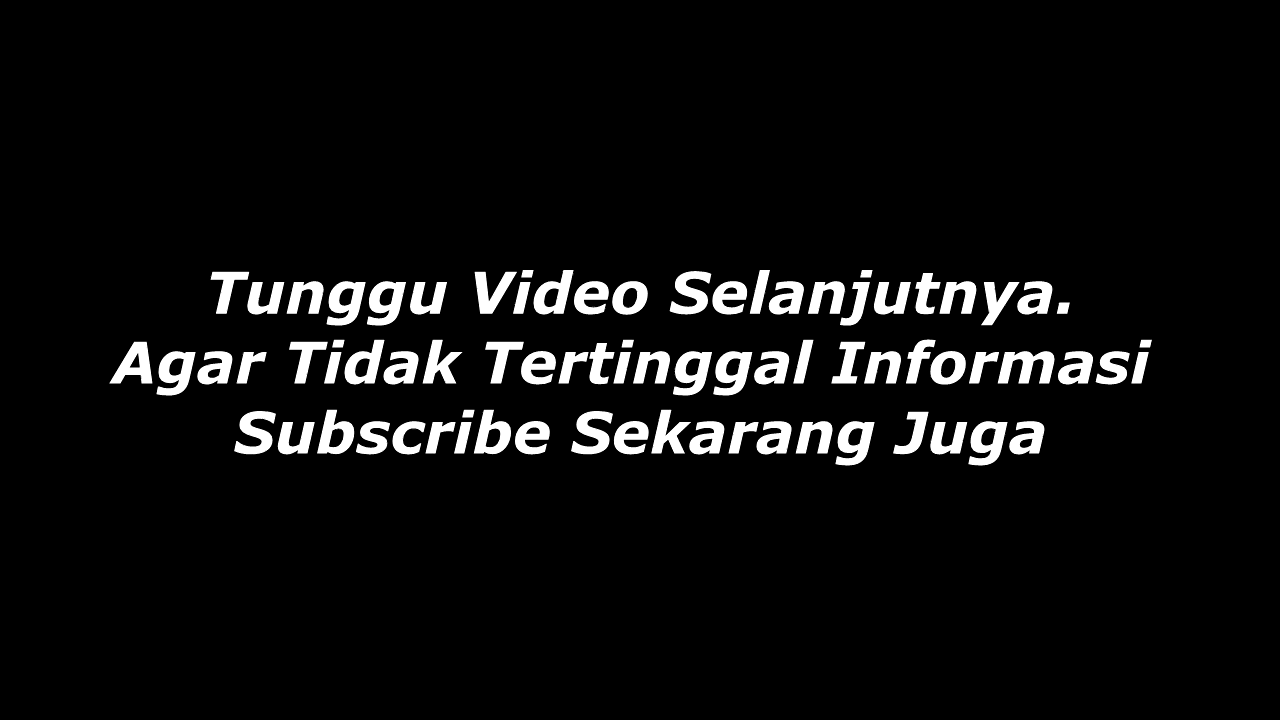 Tunggu Video Selanjutnya.
Agar Tidak Tertinggal Informasi
Subscribe Sekarang Juga